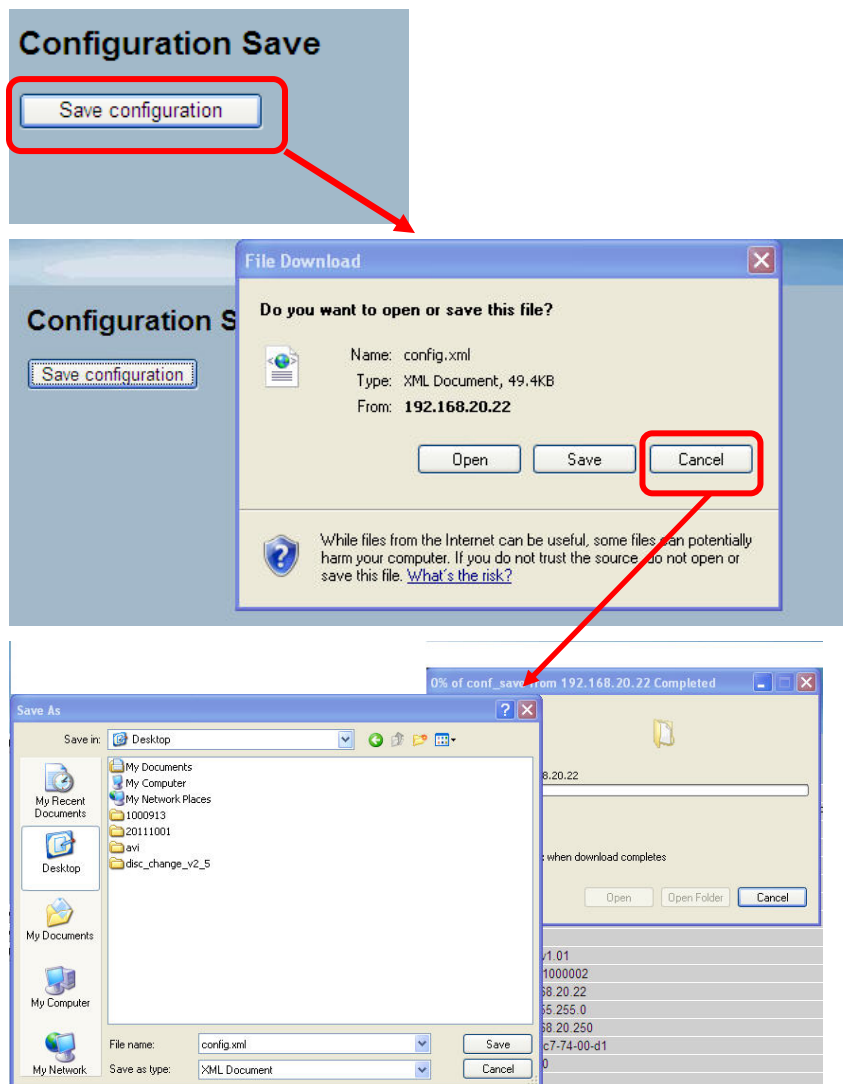 Configuration Save
Save configuration
File Download
Configuration S
Save configuration
Do you want to open or save this file?
Name: config.xml
Type: XML Document, 49.4KB
From: 192.168.20.22
Open Save Cancel
While files from the Internet can be useful, some files can potentially
harm your computer. If you do not trust the source, do not open or
save this file. What's the risk?
0% of conf_save from 192.168.20.22 Completed
Save As
Save in: Desktop
My Recent
Documents
Desktop
My Documents
My Computer
My Network
My Documents
My Computer
My Network Places
1000913
20111001
avi
disc_change_v2_5
File name: config.xml Save
Save as type: XML Document Cancel
8.20.22
when download completes
Open Open Folder Cancel
v1.01
1000002
8.20.22
55.255.0
8.20.250
c7-74-00-d1
0